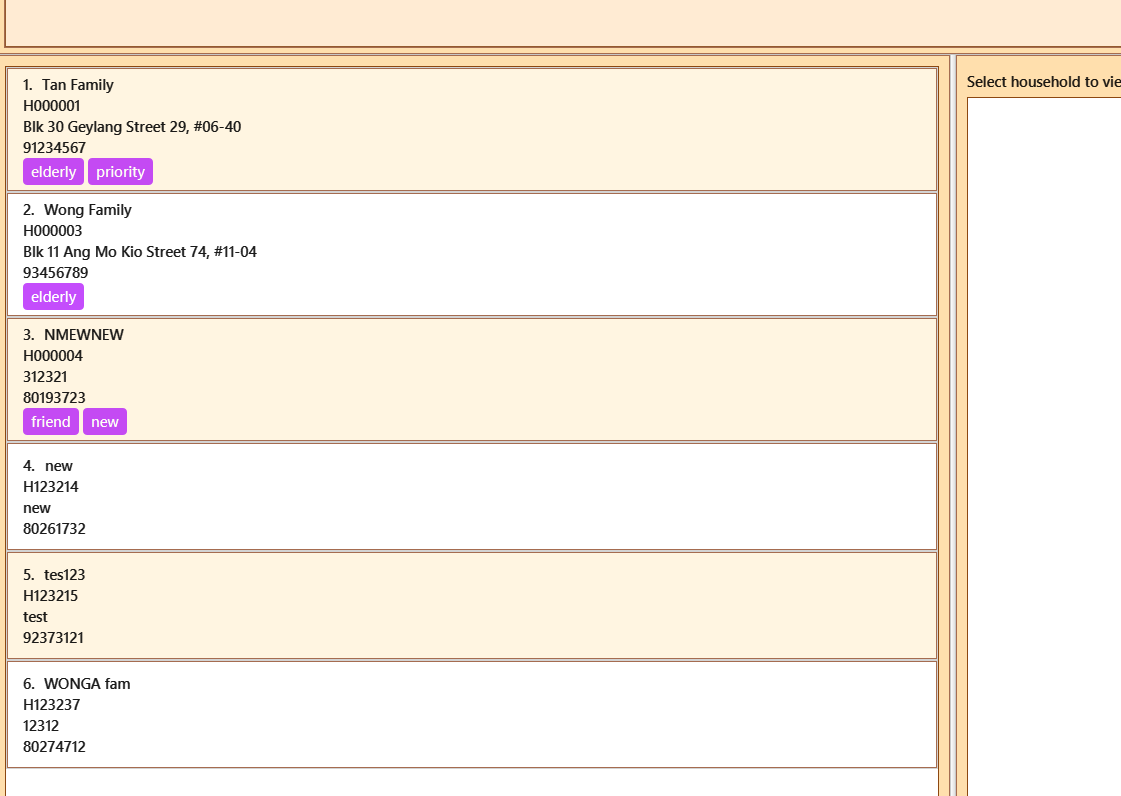 1. Tan Family
H000001
Blk 30 Geylang Street 29, #06-40
91234567
elderly priority
2. Wong Family
H000003
Blk 11 Ang Mo Kio Street 74, #11-04
93456789
elderly
3. NMEWNEW
H000004
312321
80193723
friend new
4. new
H123214
new
80261732
5. tes123
H123215
test
92373121
6. WONGA fam
H123237
12312
80274712
Select household to vie